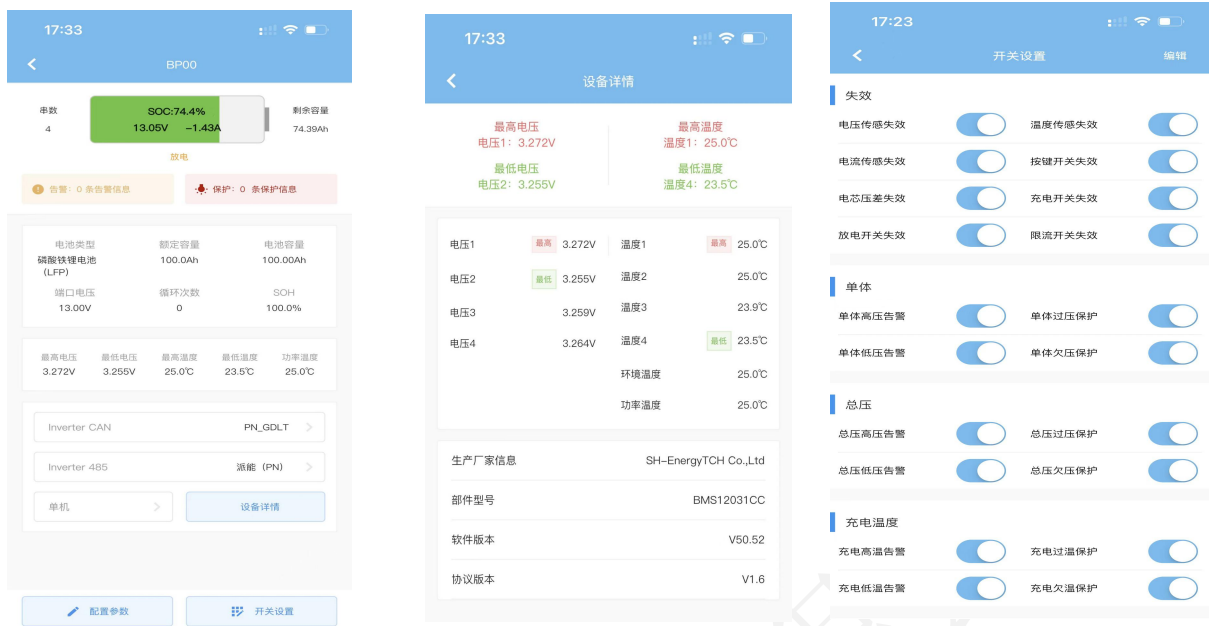 17:33
BP00
串数
4
SOC:74.4%
13.05V -1.43A
剩余容量
74.39Ah
放电
告警：0 条告警信息
保护：0 条保护信息
电池类型
额定容量
电池容量
磷酸铁锂电池
(LFP)
100.0Ah
100.00Ah
端口电压
循环次数
SOH
13.00V
0
100.0%
最高电压
最低电压
最高温度
最低温度
功率温度
3.272V
3.255V
25.0℃
23.5℃
25.0℃
Inverter CAN
PN_GDLT
Inverter 485
派能（PN）
单机
设备详情
配置参数
开关设置
17:33
设备详情
最高电压
电压1：3.272V
最高温度
温度1：25.0℃
最低电压
电压2：3.255V
最低温度
温度4：23.5℃
电压1 最高 3.272V
温度1 最高 25.0℃
电压2 最低 3.255V
温度2 25.0℃
电压3 3.259V
温度3 23.9℃
电压4 3.264V
温度4 最低 23.5℃
环境温度 25.0℃
功率温度 25.0℃
生产厂家信息 SH-EnergyTCH Co.,Ltd
部件型号 BMS12031CC
软件版本 V50.52
协议版本 V1.6
17:23
开关设置
编辑
失效
电压传感失效 温度传感失效
电流传感失效 按键开关失效
电芯压差失效 充电开关失效
放电开关失效 限流开关失效
单体
单体高压告警 单体过压保护
单体低压告警 单体欠压保护
总压
总压高压告警 总压过压保护
总压低压告警 总压欠压保护
充电温度
充电高温告警 充电过温保护
充电低温告警 充电欠温保护